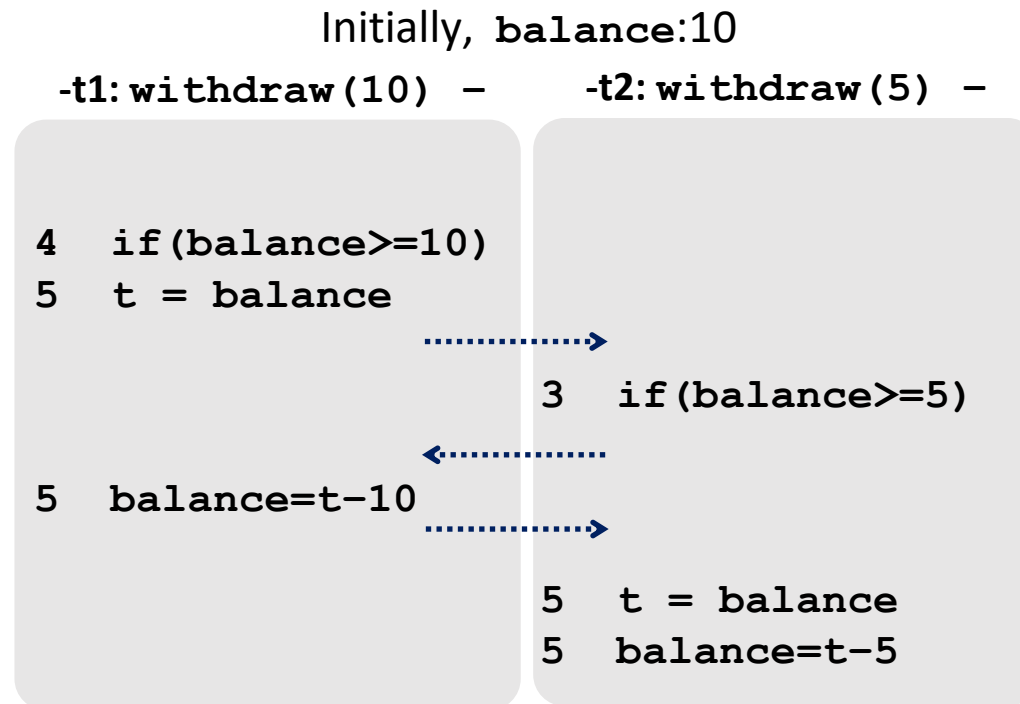 Initially, balance:10
-t1: withdraw(10) –
-t2: withdraw(5) –
4 if(balance>=10)
5 t = balance
3 if(balance>=5)
5 balance=t–10
5 t = balance
5 balance=t–5